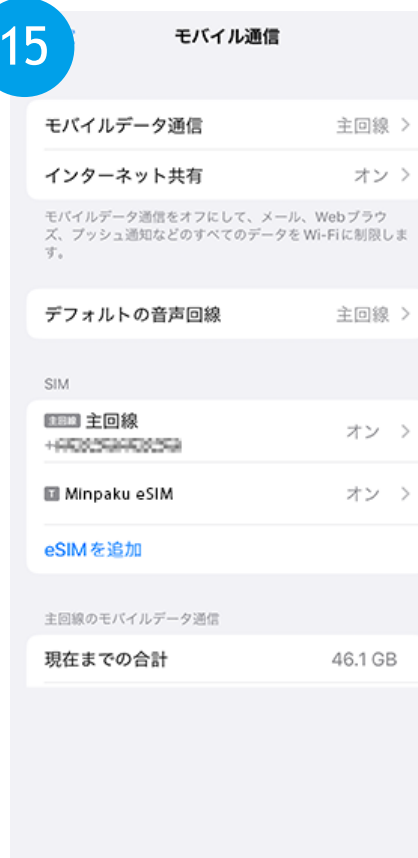 15
モバイル通信
モバイルデータ通信 主回線
インターネット共有 オン
モバイルデータ通信をオフにして、メール、Webブラウ
ズ、プッシュ通知などのすべてのデータをWi-Fiに制限しま
す。
デフォルトの音声回線 主回線
SIM
主回線 主回線
+
オン
T Minpaku eSIM オン
eSIMを追加
主回線のモバイルデータ通信
現在までの合計 46.1 GB